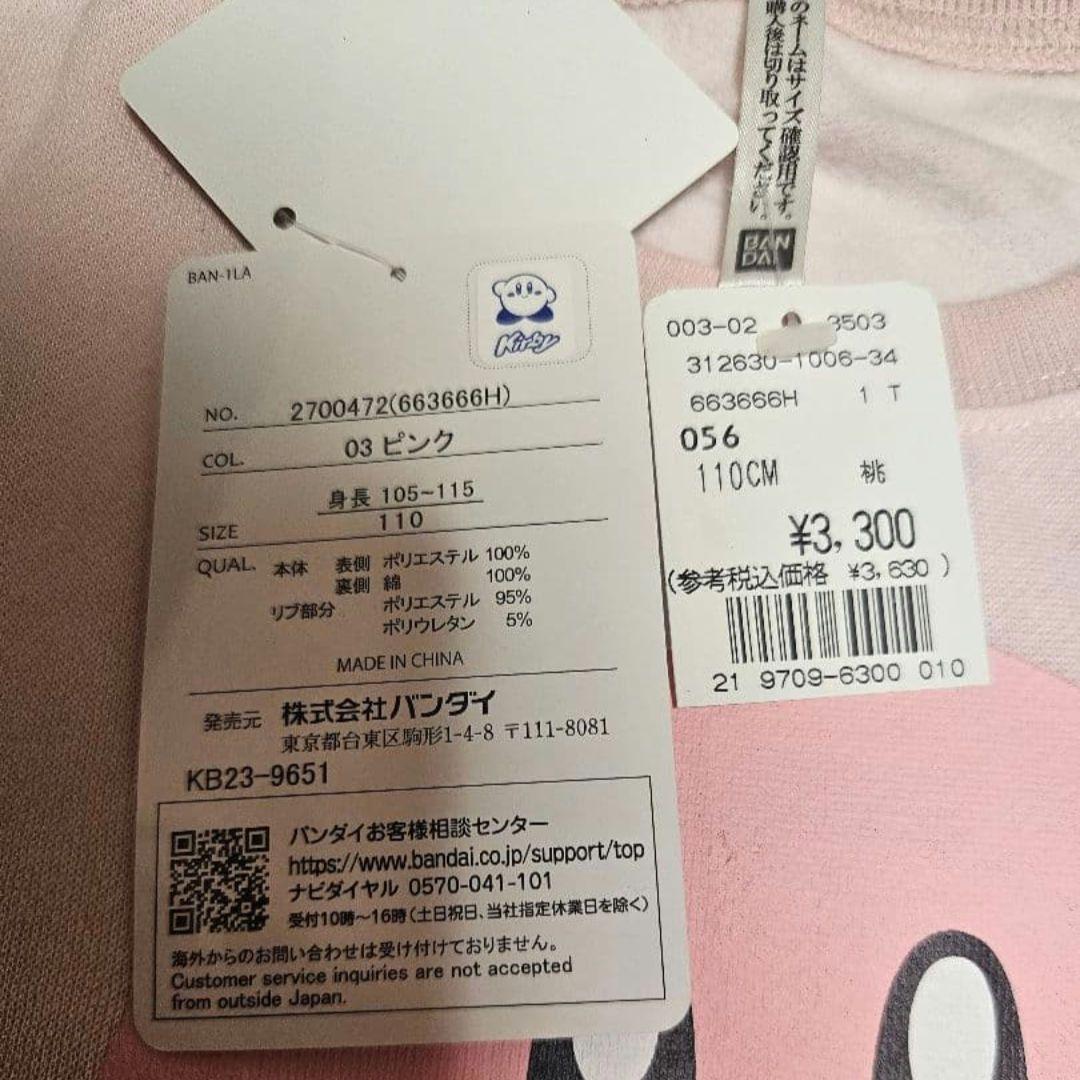 のネームはサイズ確認用です。
購入後は切り取ってください。
BAN
DAI
BAN-1LA
Kirby
NO. 2700472(663666H)
COL. 03 ピンク
身長 105~115
SIZE 110
QUAL. 本体 表側 ポリエステル 100%
裏側 綿 100%
リブ部分 ポリエステル 95%
ポリウレタン 5%
MADE IN CHINA
発売元 株式会社バンダイ
東京都台東区駒形1-4-8 〒111-8081
KB23-9651
バンダイお客様相談センター
https://www.bandai.co.jp/support/top
ナビダイヤル 0570-041-101
受付10時~16時(土日祝日、当社指定休業日を除く)
海外からのお問い合わせは受け付けておりません。
Customer service inquiries are not accepted
from outside Japan.
003-02 3503
312630-1006-34
663666H 1 T
056
110CM 桃
¥3,300
(参考税込価格 ¥3,630 )
21 9709-6300 010